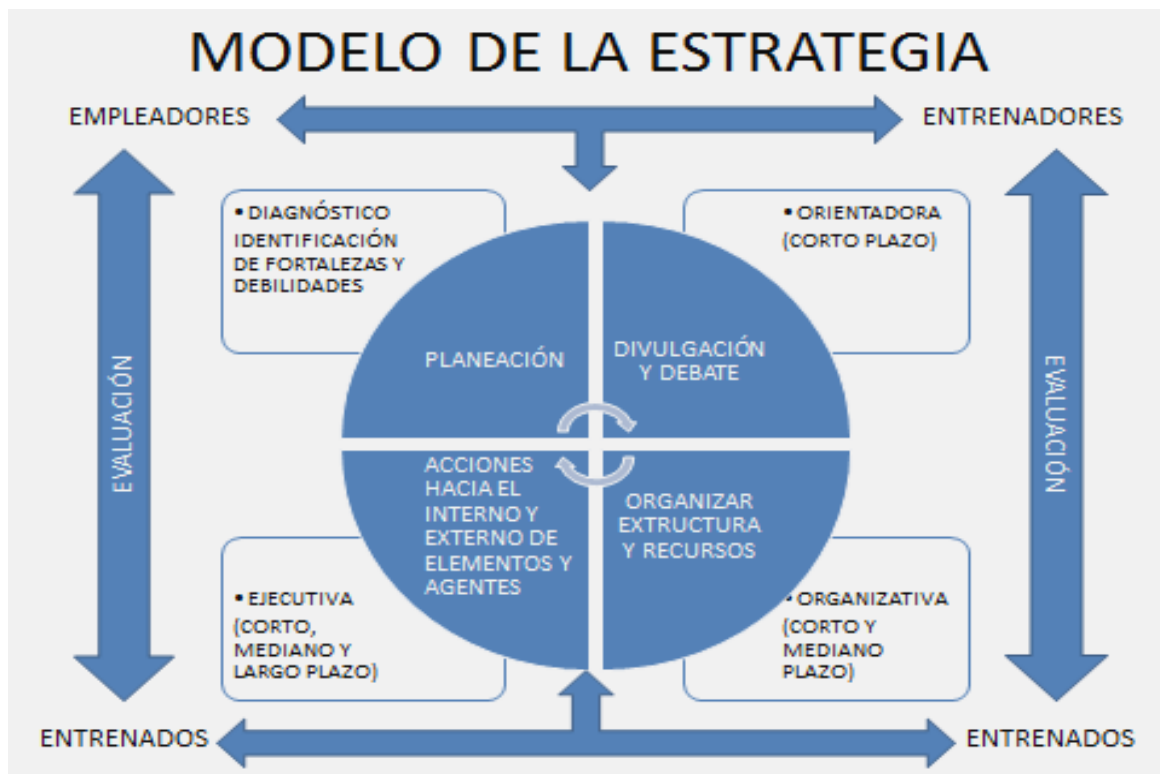 MODELO DE LA ESTRATEGIA
EMPLEADORES
ENTRENADORES
• DIAGNÓSTICO
IDENTIFICACIÓN
DE FORTALEZAS Y
DEBILIDADES
• ORIENTADORA
(CORTO PLAZO)
PLANEACIÓN
DIVULGACIÓN
Y DEBATE
EVALUACIÓN
EVALUACIÓN
ACCIONES
HACIA EL
INTERNO Y
EXTERNO DE
ELEMENTOS Y
AGENTES
ORGANIZAR
EXTRUCTURA
Y RECURSOS
• EJECUTIVA
(CORTO,
MEDIANO Y
LARGO PLAZO)
• ORGANIZATIVA
(CORTO Y
MEDIANO
PLAZO)
ENTRENADOS
ENTRENADOS